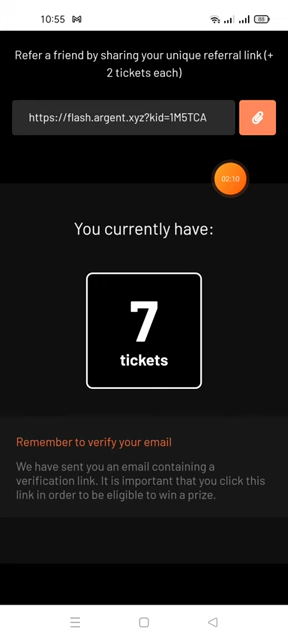 10:55
Refer a friend by sharing your unique referral link (+
2 tickets each)
https://flash.argent.xyz?kid=1M5TCA
02:10
You currently have:
7
tickets
Remember to verify your email
We have sent you an email containing a
verification link. It is important that you click this
link in order to be eligible to win a prize.